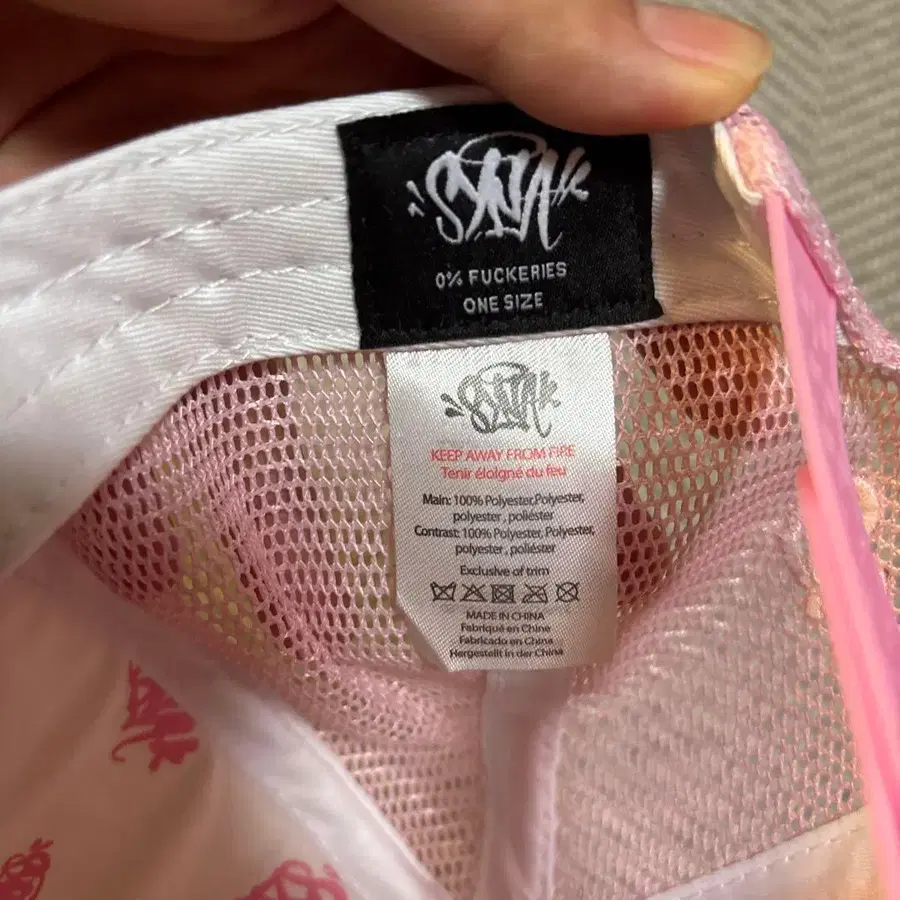 SYNA
0% FUCKERIES
ONE SIZE
SYNA
KEEP AWAY FROM FIRE
Tenir éloigné du feu
Main: 100% Polyester,Polyester,
polyester , poliéster
Contrast: 100% Polyester, Polyester,
polyester , poliéster
Exclusive of trim
MADE IN CHINA
Fabriqué en Chine
Fabricado en China
Hergestellt in der China